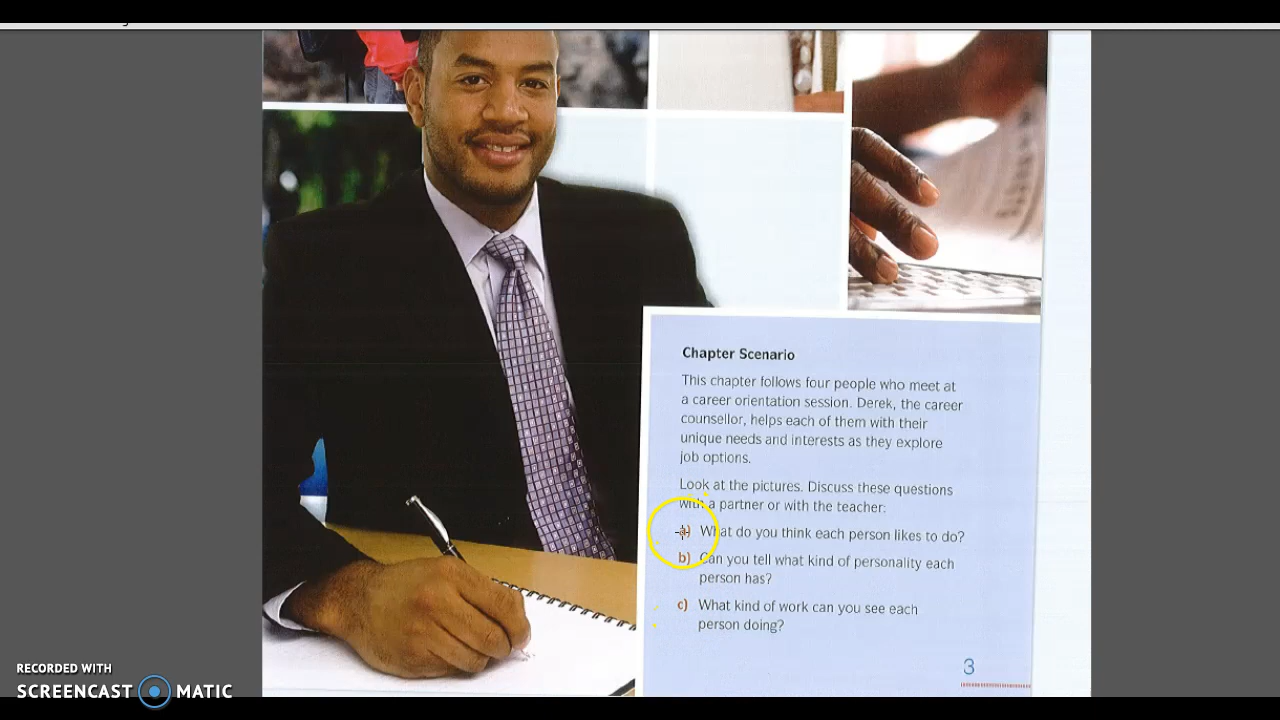 Chapter Scenario
This chapter follows four people who meet at
a career orientation session. Derek, the career
counsellor, helps each of them with their
unique needs and interests as they explore
job options.
Look at the pictures. Discuss these questions
with a partner or with the teacher:
a) What do you think each person likes to do?
b) Can you tell what kind of personality each
person has?
c) What kind of work can you see each
person doing?
3
RECORDED WITH
SCREENCAST MATIC